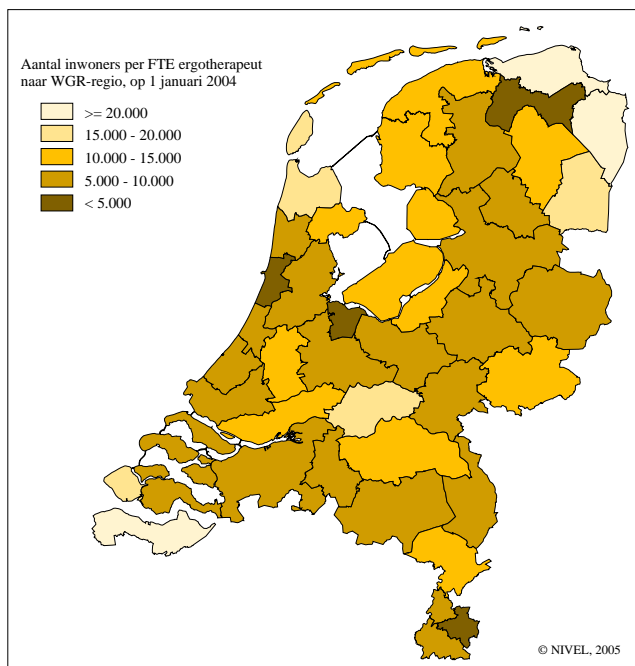 Aantal inwoners per FTE ergotherapeut
naar WGR-regio, op 1 januari 2004
>= 20.000
15.000 - 20.000
10.000 - 15.000
5.000 - 10.000
< 5.000
© NIVEL, 2005